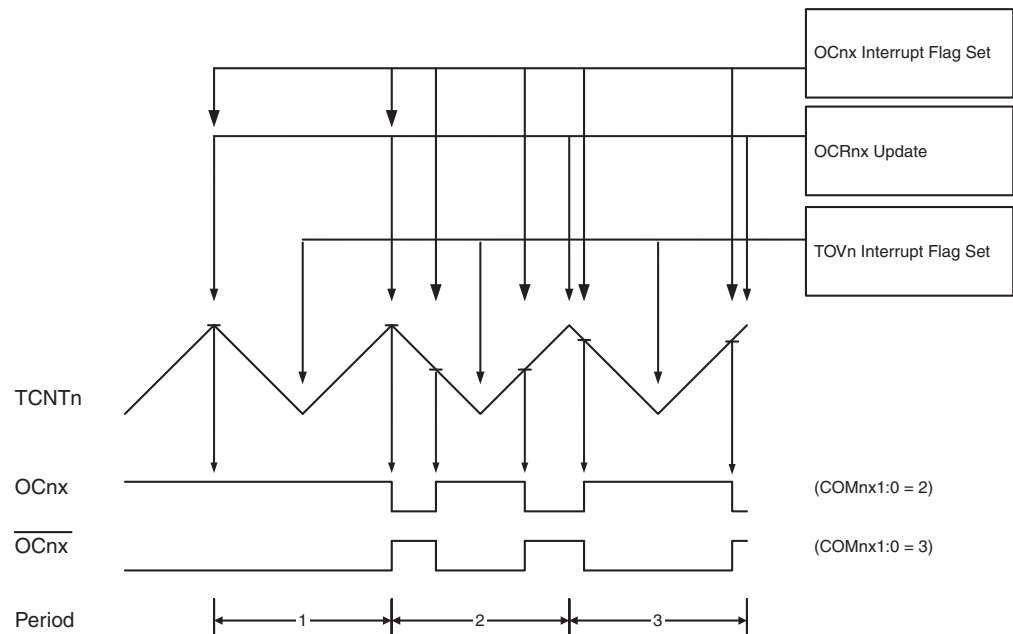 OCnx Interrupt Flag Set
OCRnx Update
TOVn Interrupt Flag Set
TCNTn
OCnx
(COMnx1:0 = 2)
OCnx
(COMnx1:0 = 3)
Period
1
2
3